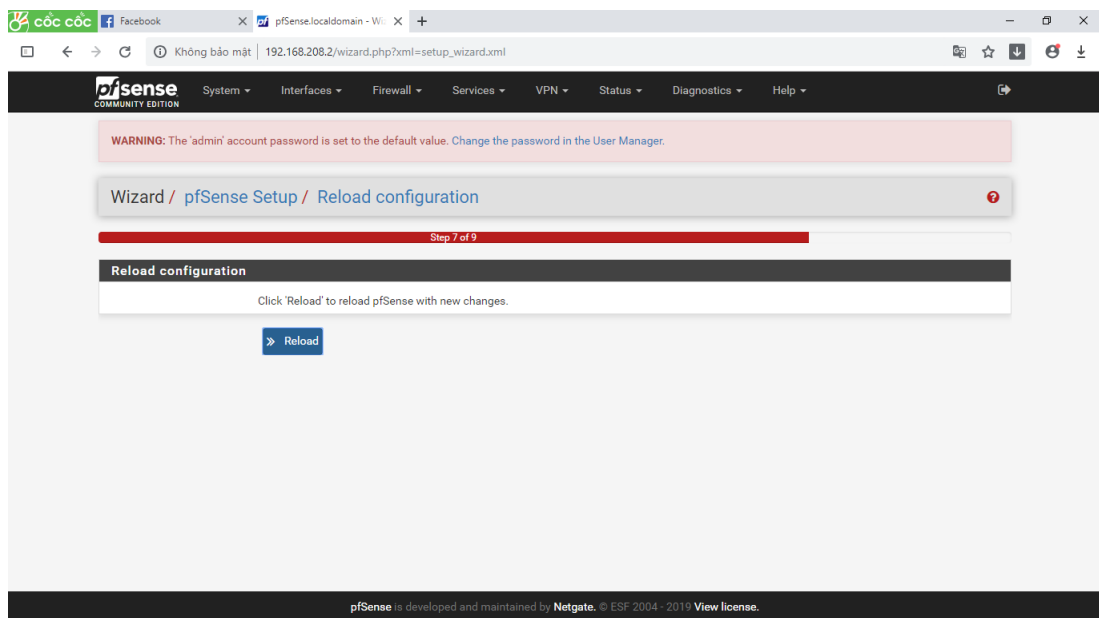 cốc cốc Facebook pfSense.localdomain - Wi
Không bảo mật 192.168.208.2/wizard.php?xml=setup_wizard.xml
pfsense System Interfaces Firewall Services VPN Status Diagnostics Help
COMMUNITY EDITION
WARNING: The 'admin' account password is set to the default value. Change the password in the User Manager.
Wizard / pfSense Setup / Reload configuration
Step 7 of 9
Reload configuration
Click 'Reload' to reload pfSense with new changes.
Reload
pfSense is developed and maintained by Netgate. © ESF 2004 - 2019 View license.